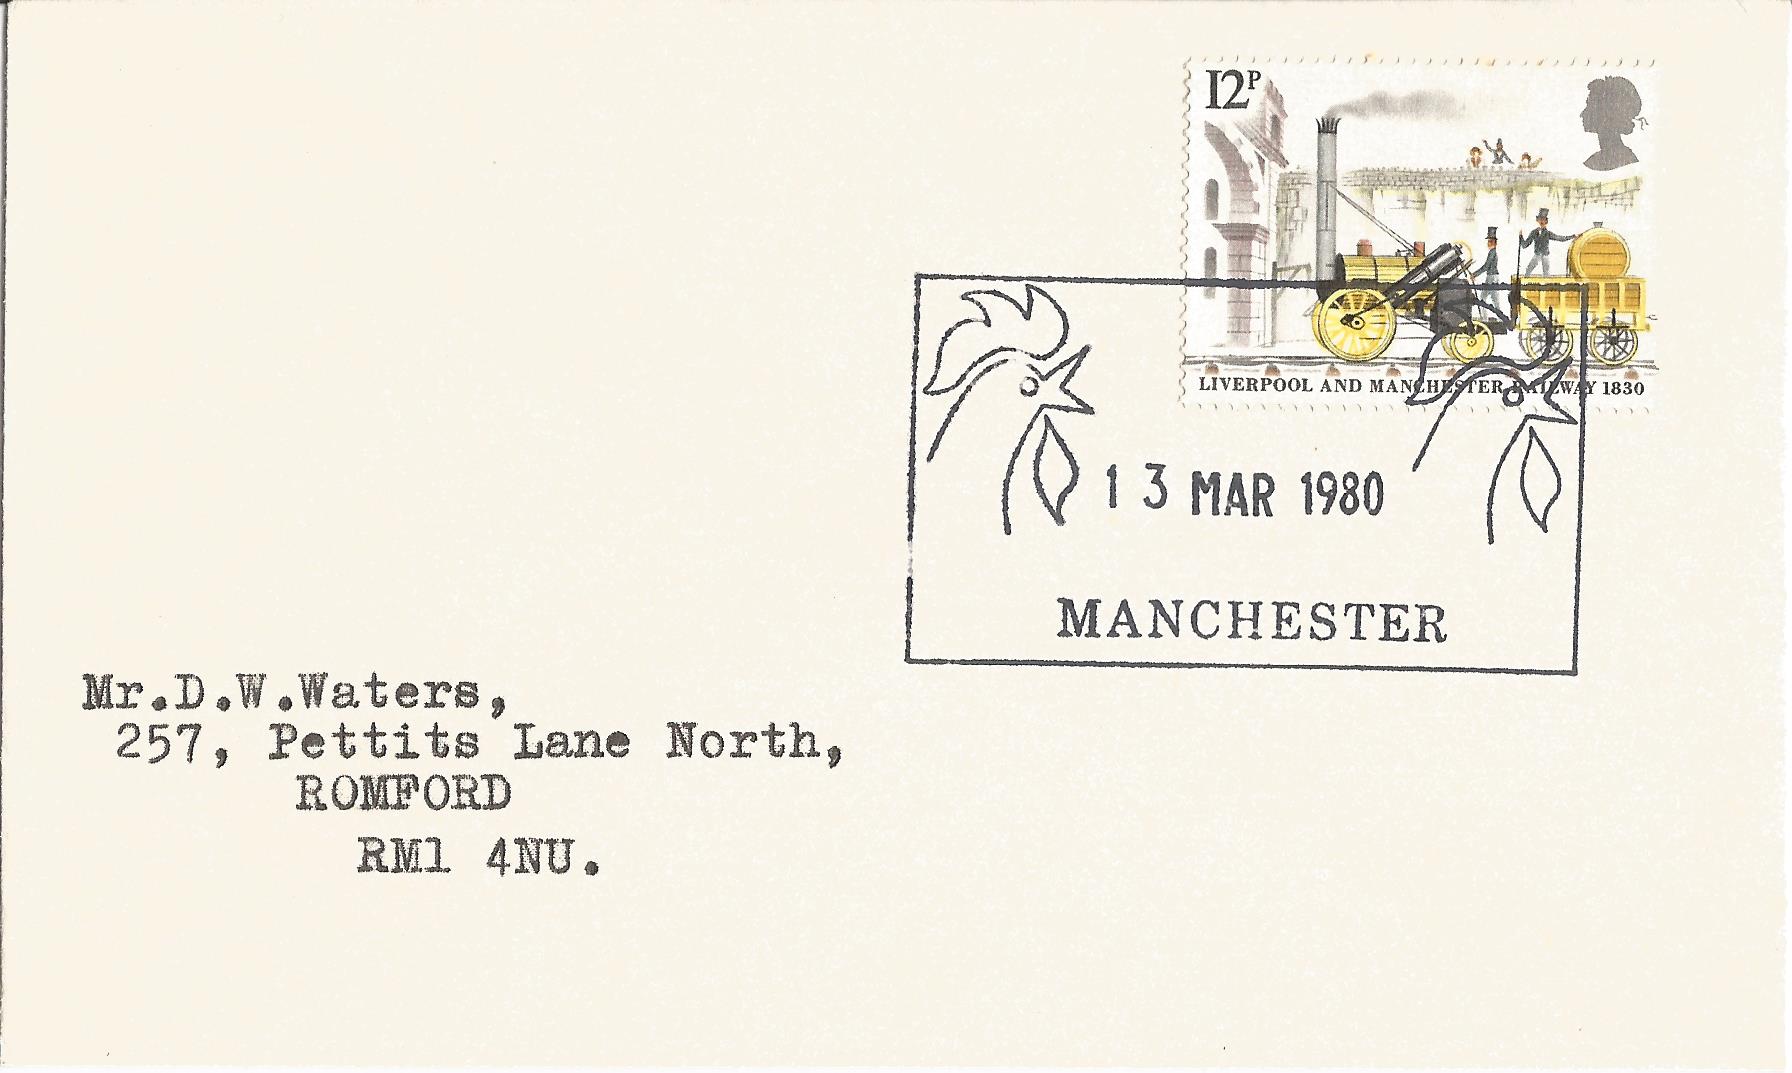 12P
LIVERPOOL AND MANCHESTER RAILWAY 1830
13 MAR 1980
MANCHESTER
Mr.D.W.Waters,
257, Pettits Lane North,
ROMFORD
RM1 4NU.